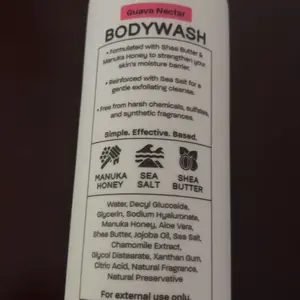 Guava Nectar
BODYWASH
• Formulated with Shea Butter &
Manuka Honey to strengthen your
skin's moisture barrier.
• Reinforced with Sea Salt for a
gentle exfoliating cleanse.
• Free from harsh chemicals, sulfates,
and synthetic fragrances.
Simple. Effective. Based.
MANUKA HONEY
SEA SALT
SHEA BUTTER
Water, Decyl Glucoside,
Glycerin, Sodium Hyaluronate,
Manuka Honey, Aloe Vera,
Shea Butter, Jojoba Oil, Sea Salt,
Chamomile Extract,
Glycol Distearate, Xanthan Gum,
Citric Acid, Natural Fragrance,
Natural Preservative
For external use only.